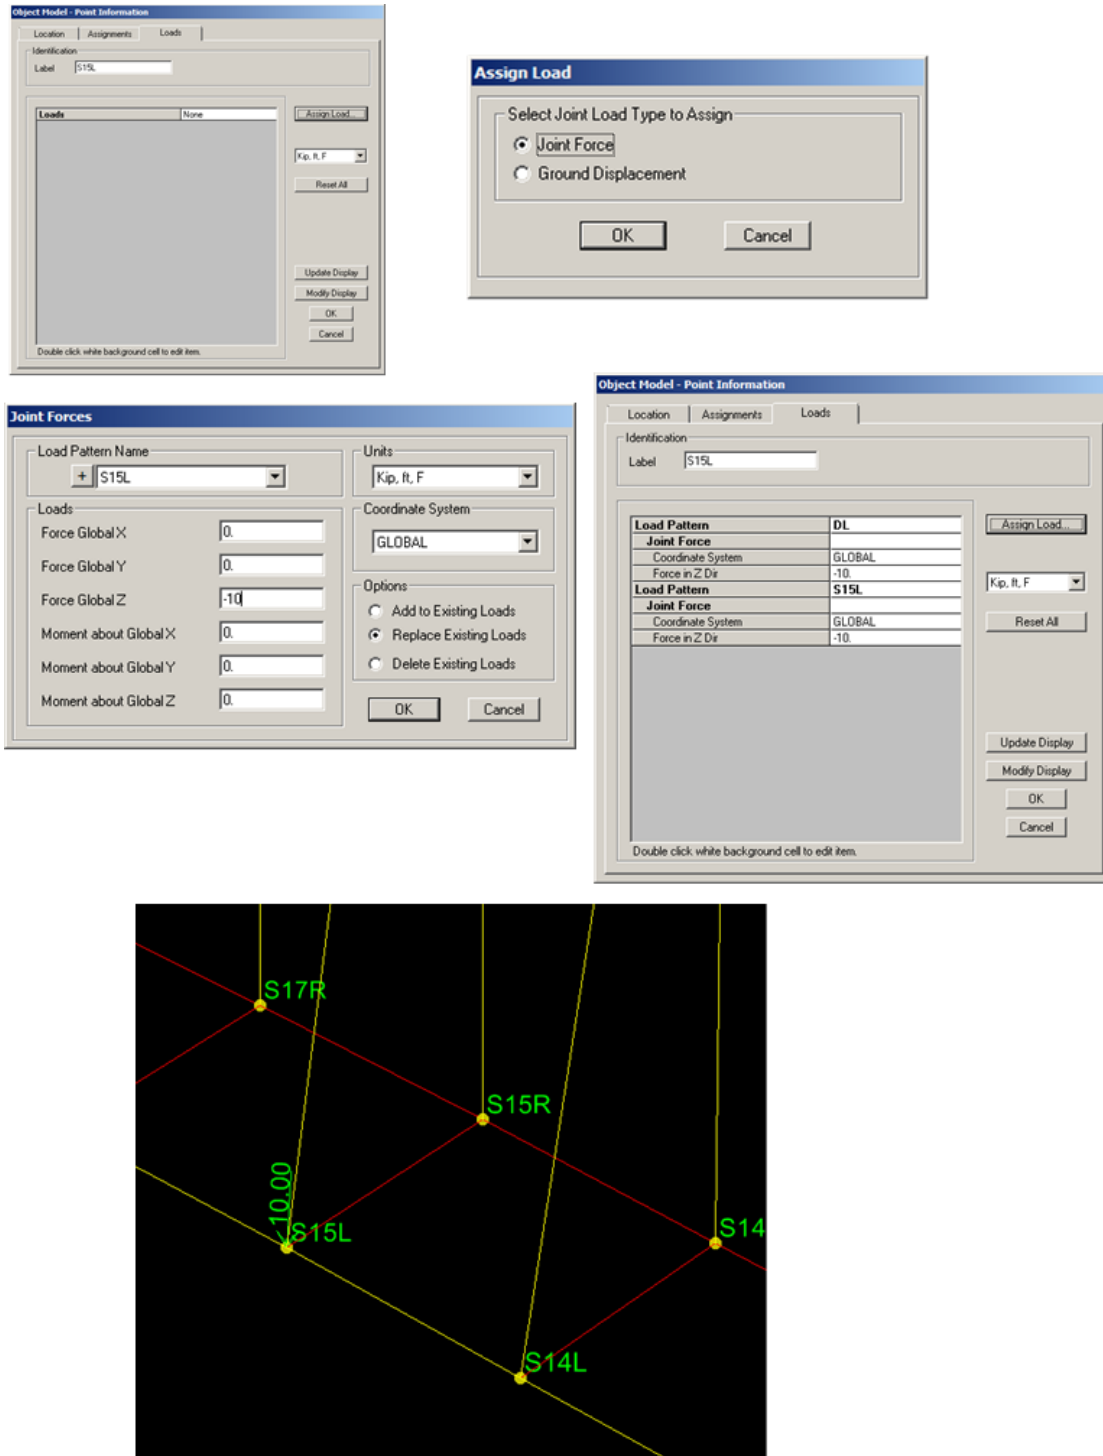 Object Model - Point Information
Location Assignments Loads
Identification
Label S15L
Loads None
Assign Load...
Kip, ft, F
Reset All
Update Display
Modify Display
OK
Cancel
Double click white background cell to edit item.
Assign Load
Select Joint Load Type to Assign
Joint Force
Ground Displacement
OK Cancel
Joint Forces
Load Pattern Name
+ S15L
Units
Kip, ft, F
Loads
Force Global X 0.
Force Global Y 0.
Force Global Z -10
Moment about Global X 0.
Moment about Global Y 0.
Moment about Global Z 0.
Coordinate System
GLOBAL
Options
Add to Existing Loads
Replace Existing Loads
Delete Existing Loads
OK Cancel
Object Model - Point Information
Location Assignments Loads
Identification
Label S15L
Load Pattern DL
Joint Force
Coordinate System GLOBAL
Force in Z Dir -10.
Load Pattern S15L
Joint Force
Coordinate System GLOBAL
Force in Z Dir -10.
Assign Load...
Kip, ft, F
Reset All
Update Display
Modify Display
OK
Cancel
Double click white background cell to edit item.
S17R
S15R
10.00
S15L
S14
S14L